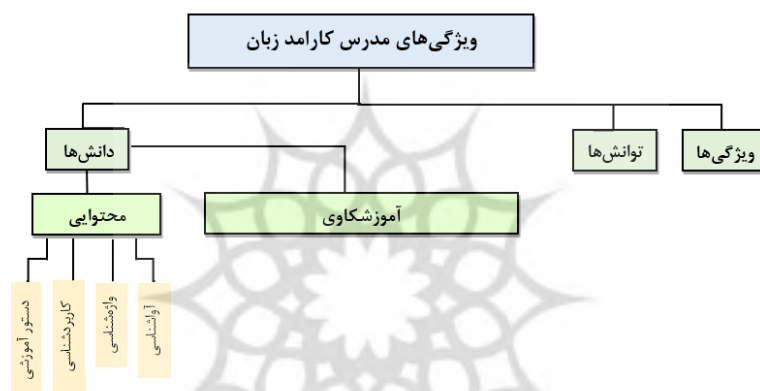 ویژگی‌های مدرس کارامد زبان
ویژگی‌ها
توانش‌ها
دانش‌ها
آموزشکاوی
محتوایی
آواشناسی
واژه‌شناسی
کاربردشناسی
دستور آموزشی